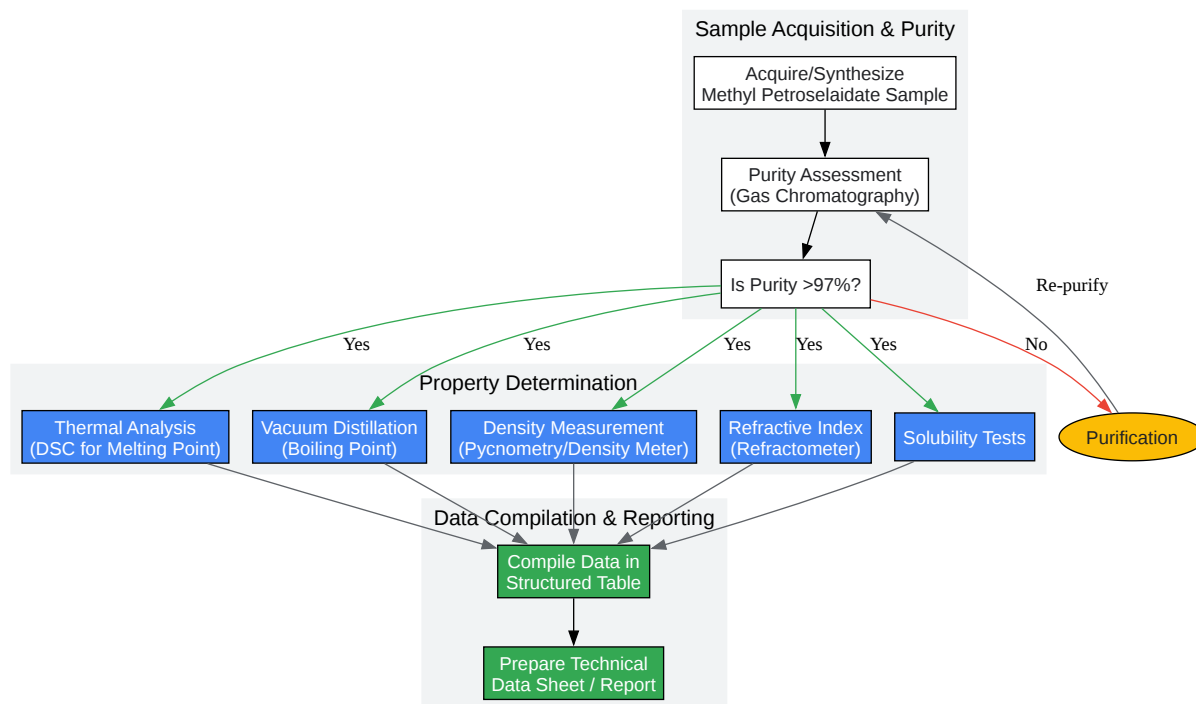 Sample Acquisition & Purity
Acquire/Synthesize
Methyl Petroselaidate Sample
Purity Assessment
(Gas Chromatography)
Is Purity >97%?
Re-purify
Yes
Yes
Yes
Yes
Yes
No
Property Determination
Thermal Analysis
(DSC for Melting Point)
Vacuum Distillation
(Boiling Point)
Density Measurement
(Pycnometry/Density Meter)
Refractive Index
(Refractometer)
Solubility Tests
Purification
Data Compilation & Reporting
Compile Data in
Structured Table
Prepare Technical
Data Sheet / Report